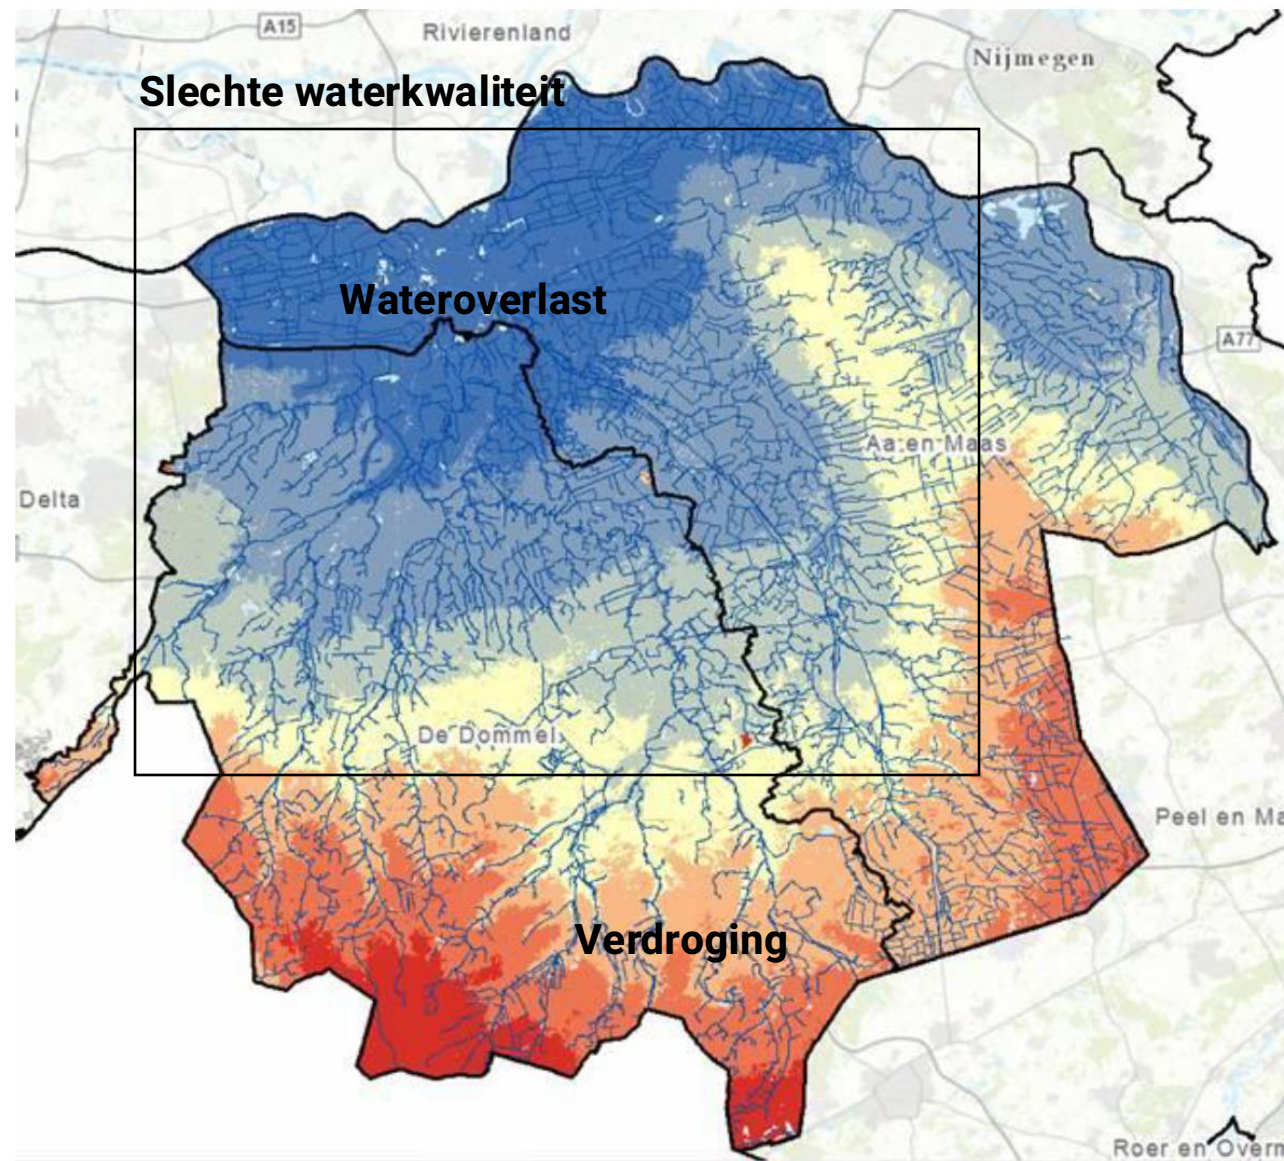 A15
Rivierenland
Nijmegen
Slechte waterkwaliteit
Wateroverlast
A77
Aa en Maas
Delta
De Dommel
Peel en Ma
Verdroging
Roer en Overm